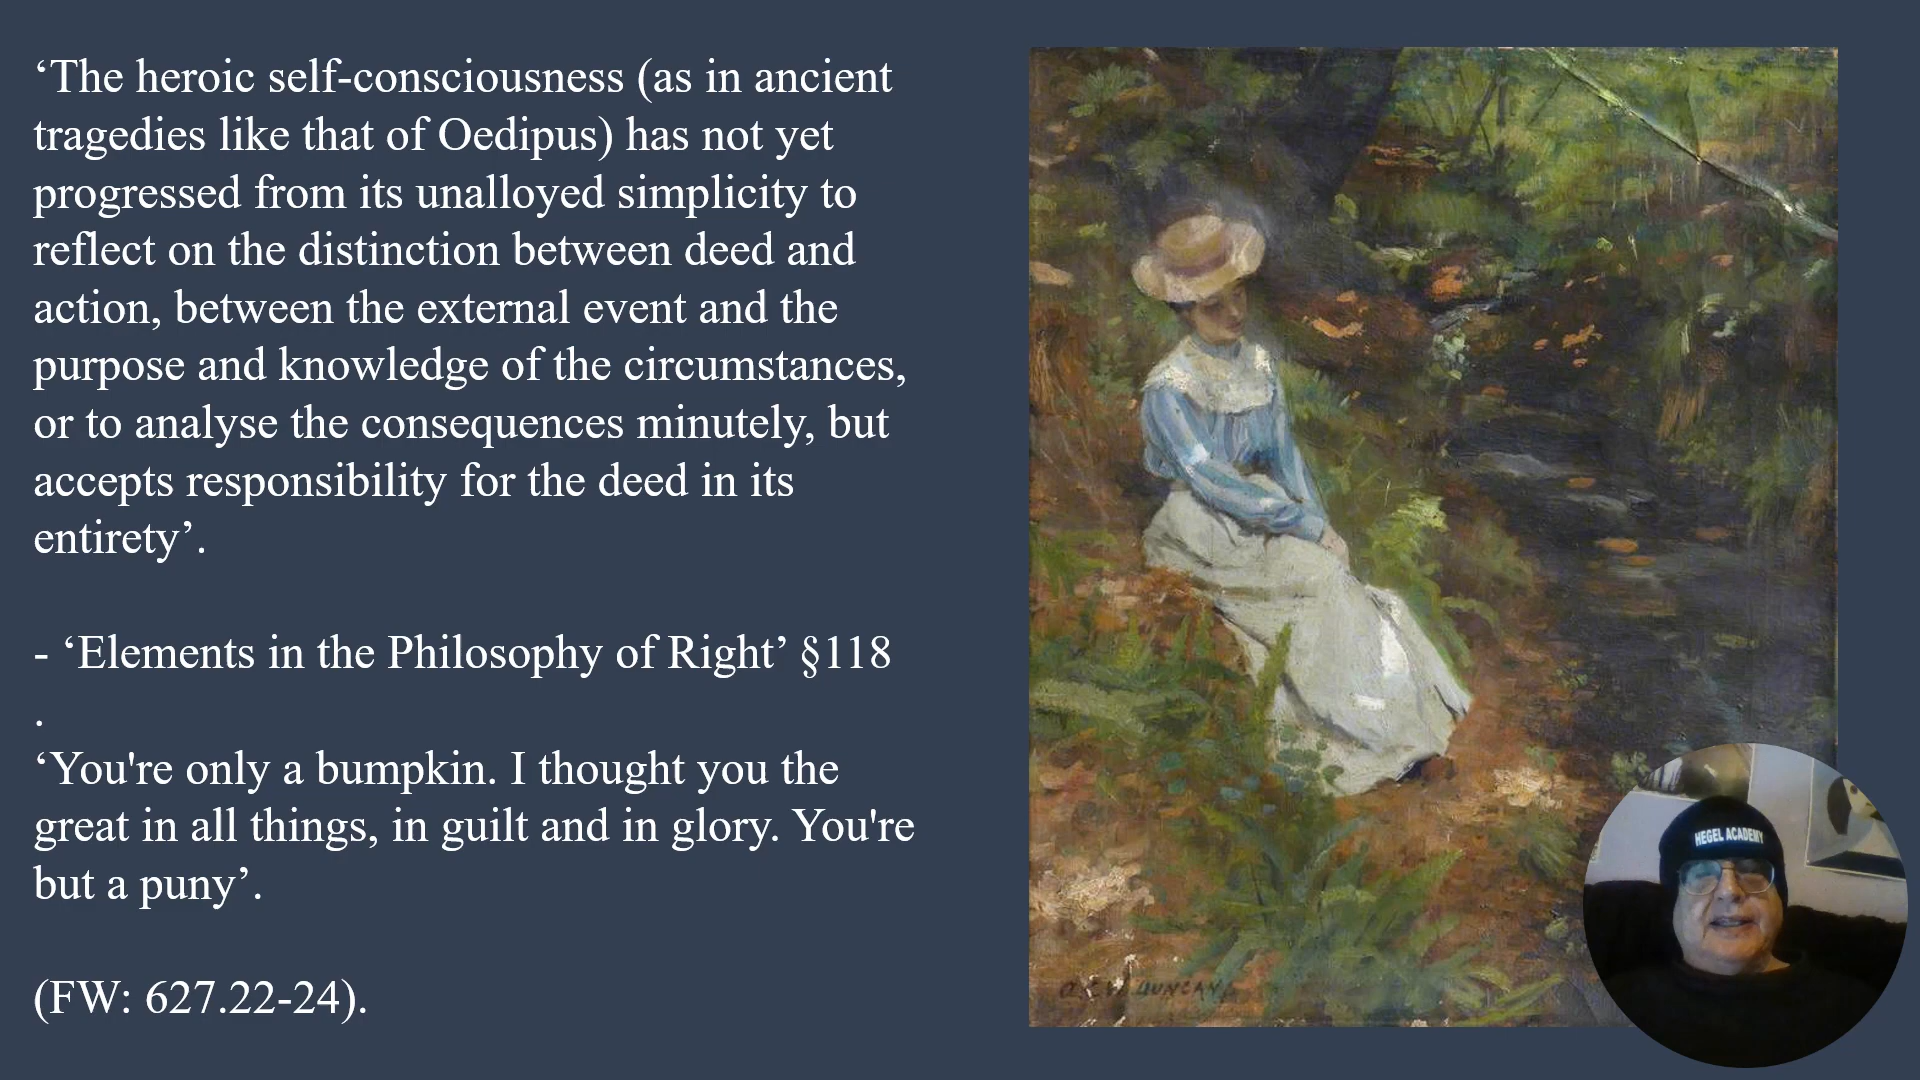 ‘The heroic self-consciousness (as in ancient
tragedies like that of Oedipus) has not yet
progressed from its unalloyed simplicity to
reflect on the distinction between deed and
action, between the external event and the
purpose and knowledge of the circumstances,
or to analyse the consequences minutely, but
accepts responsibility for the deed in its
entirety’.
- ‘Elements in the Philosophy of Right’ §118
.
‘You're only a bumpkin. I thought you the
great in all things, in guilt and in glory. You're
but a puny’.
(FW: 627.22-24).
HEGEL ACADEMY
DUNCAN